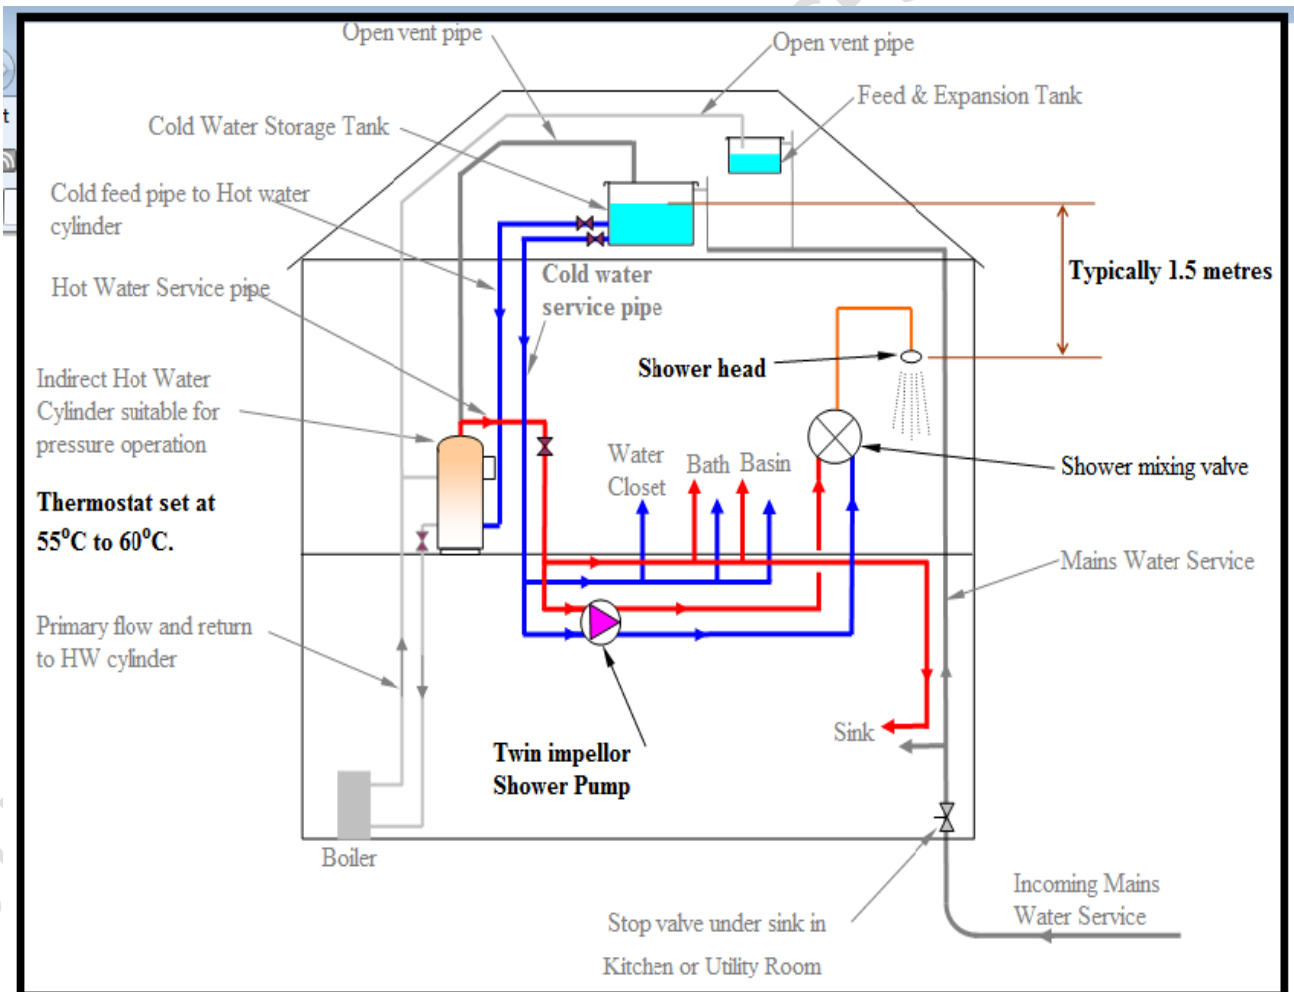 Open vent pipe
Open vent pipe
Feed & Expansion Tank
Cold Water Storage Tank
Cold feed pipe to Hot water
cylinder
Hot Water Service pipe
Cold water
service pipe
Typically 1.5 metres
Shower head
Indirect Hot Water
Cylinder suitable for
pressure operation
Water
Closet
Bath
Basin
Shower mixing valve
Thermostat set at
55⁰C to 60⁰C.
Mains Water Service
Primary flow and return
to HW cylinder
Sink
Twin impellor
Shower Pump
Boiler
Incoming Mains
Water Service
Stop valve under sink in
Kitchen or Utility Room
t